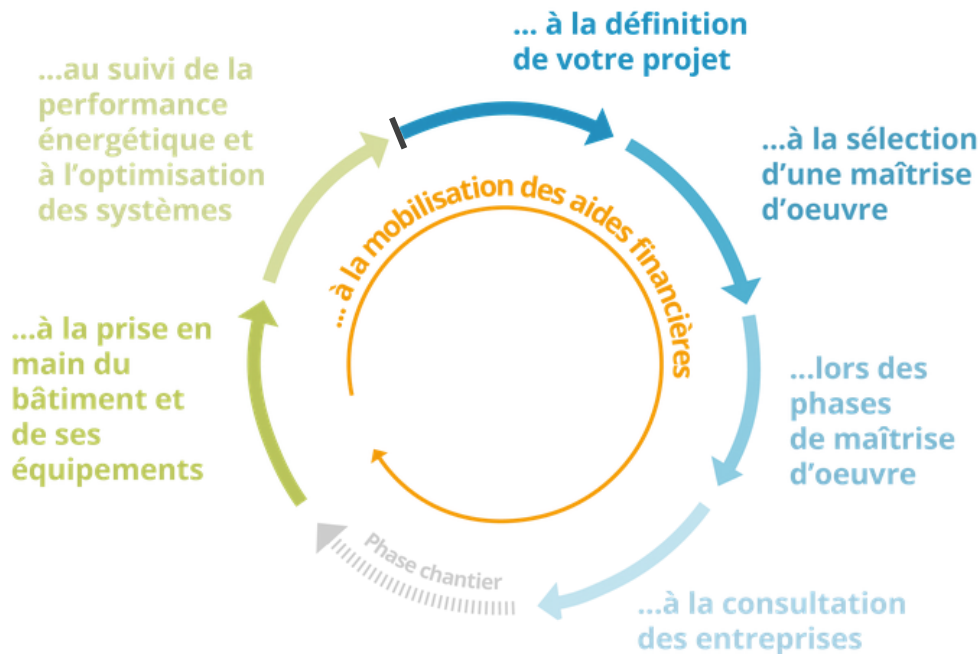 ... à la définition
de votre projet
...à la sélection
d'une maîtrise
d'oeuvre
...lors des
phases
de maîtrise
d'oeuvre
...à la consultation
des entreprises
Phase chantier
...à la prise en
main du
bâtiment et
de ses
équipements
...au suivi de la
performance
énergétique et
à l'optimisation
des systèmes
... à la mobilisation des aides financières